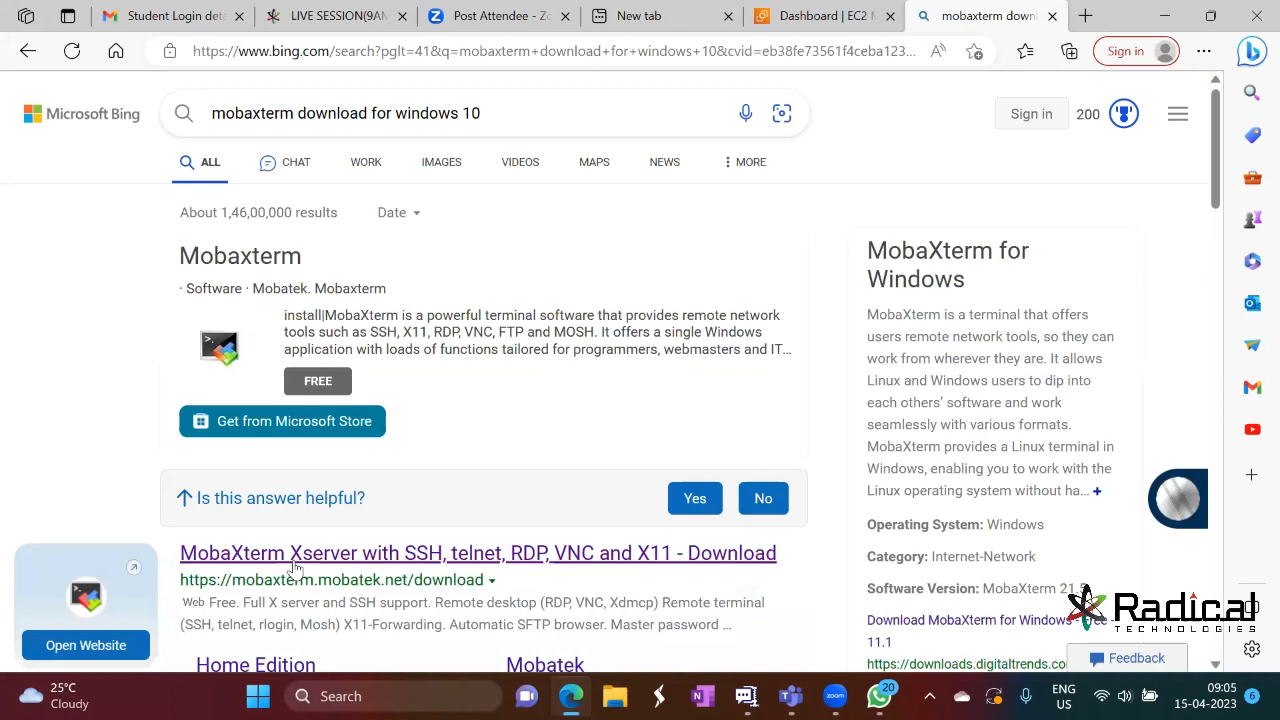 Student Login deta
LIVE SESSION(9AM
Post Attendee - Zo
New tab
Dashboard | EC2 M
mobaxterm down
https://www.bing.com/search?pglt=41&q=mobaxterm+download+for+windows+10&cvid=eb38fe73561f4ceba123...
Sign in
Microsoft Bing
mobaxterm download for windows 10
Sign in
200
ALL
CHAT
WORK
IMAGES
VIDEOS
MAPS
NEWS
MORE
About 1,46,00,000 results
Date
Mobaxterm
· Software · Mobatek. Mobaxterm
install|MobaXterm is a powerful terminal software that provides remote network
tools such as SSH, X11, RDP, VNC, FTP and MOSH. It offers a single Windows
application with loads of functions tailored for programmers, webmasters and IT...
FREE
Get from Microsoft Store
Is this answer helpful?
Yes
No
MobaXterm Xserver with SSH, telnet, RDP, VNC and X11 - Download
https://mobaxterm.mobatek.net/download
Web Free. Full X server and SSH support. Remote desktop (RDP, VNC, Xdmcp) Remote terminal
(SSH, telnet, rlogin, Mosh) X11-Forwarding. Automatic SFTP browser. Master password ...
Home Edition
Mobatek
Open Website
MobaXterm for
Windows
MobaXterm is a terminal that offers
users remote network tools, so they can
work from wherever they are. It allows
Linux and Windows users to dip into
each others' software and work
seamlessly with various formats.
MobaXterm provides a Linux terminal in
Windows, enabling you to work with the
Linux operating system without ha... +
Operating System: Windows
Category: Internet-Network
Software Version: MobaXterm 21.5
Download MobaXterm for Windows - Free -
11.1
https://downloads.digitaltrends.co
Radical
TECHNOLOGIES
Feedback
25°C
Cloudy
Search
20
ENG
US
09:05
15-04-2023
6